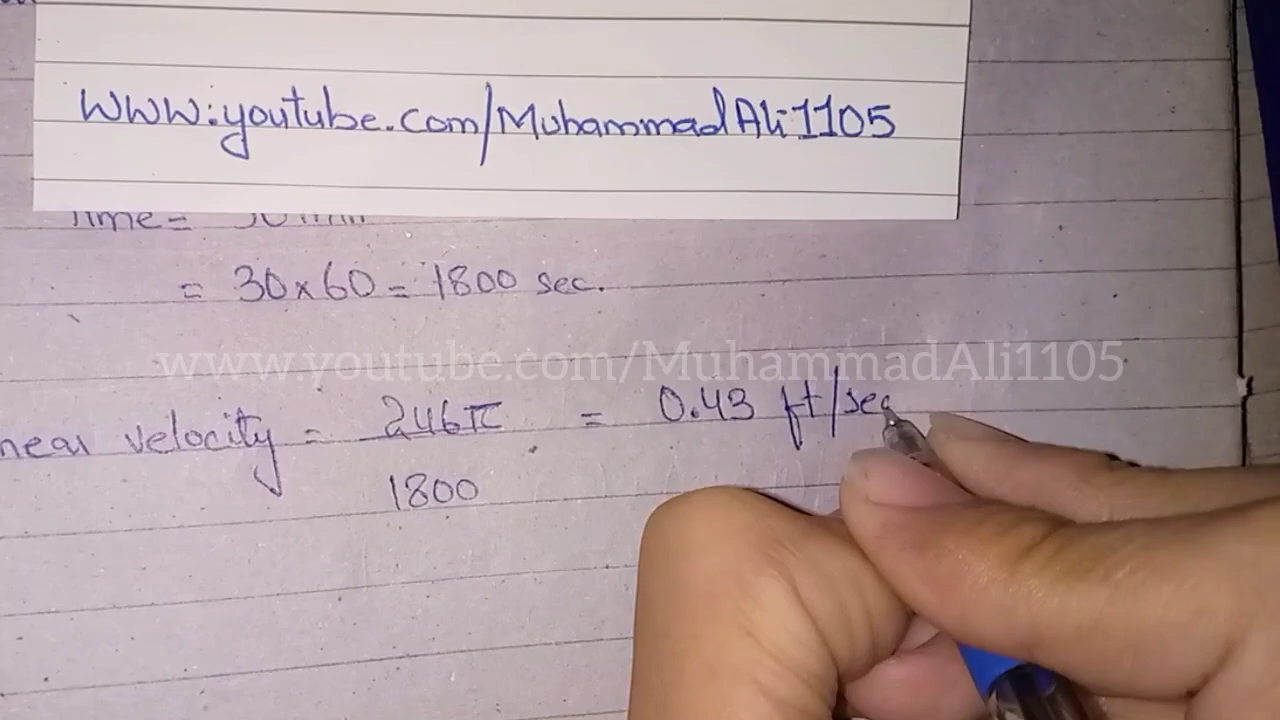 www.youtube.com/MuhammadAli1105
Time =
= 30×60 = 1800 sec.
www.youtube.com/MuhammadAli1105
velocity = 246π = 0.43 ft/sec
1800